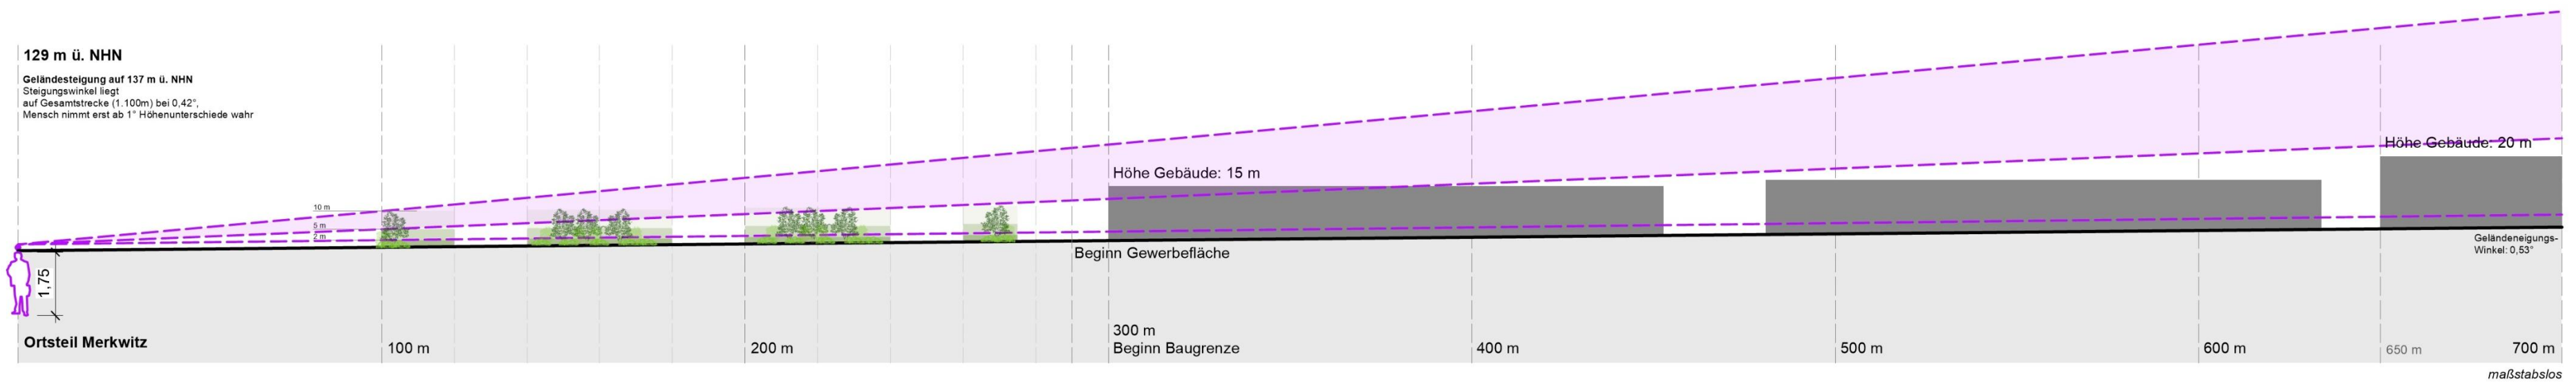 129 m ü. NHN
Geländesteigung auf 137 m ü. NHN
Steigungswinkel liegt
auf Gesamtstrecke (1.100m) bei 0,42°,
Mensch nimmt erst ab 1° Höhenunterschiede wahr
10 m
5 m
2 m
Höhe Gebäude: 15 m
Höhe Gebäude: 20 m
Beginn Gewerbefläche
Geländeneigungs-
Winkel: 0,53°
1,75
Ortsteil Merkwitz
100 m
200 m
300 m
Beginn Baugrenze
400 m
500 m
600 m
650 m
700 m
maßstabslos